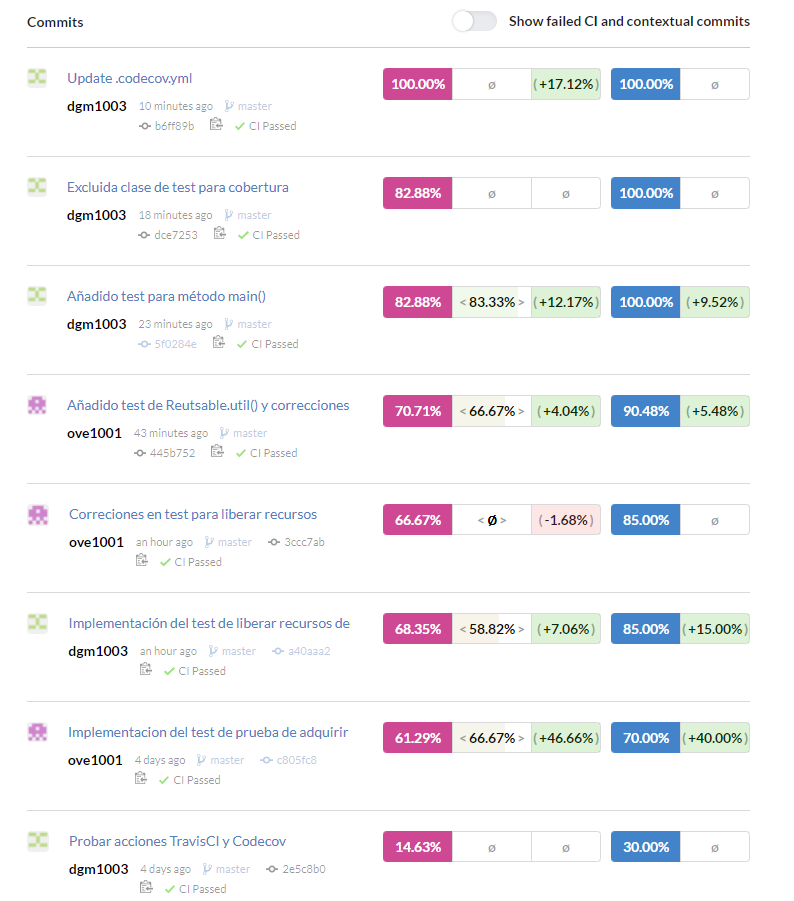 Commits Show failed CI and contextual commits
Update .codecov.yml 100.00% ø (+17.12%) 100.00% ø
dgm1003 10 minutes ago master
b6ff89b CI Passed
Excluida clase de test para cobertura 82.88% ø ø 100.00% ø
dgm1003 18 minutes ago master
dce7253 CI Passed
Añadido test para método main() 82.88% < 83.33% > (+12.17%) 100.00% (+9.52%)
dgm1003 23 minutes ago master
5f0284e CI Passed
Añadido test de Reutsable.util() y correcciones 70.71% < 66.67% > (+4.04%) 90.48% (+5.48%)
ove1001 43 minutes ago master
445b752 CI Passed
Correciones en test para liberar recursos 66.67% < Ø > (-1.68%) 85.00% ø
ove1001 an hour ago master 3ccc7ab
CI Passed
Implementación del test de liberar recursos de 68.35% < 58.82% > (+7.06%) 85.00% (+15.00%)
dgm1003 an hour ago master a40aaa2
CI Passed
Implementacion del test de prueba de adquirir 61.29% < 66.67% > (+46.66%) 70.00% (+40.00%)
ove1001 4 days ago master c805fc8
CI Passed
Probar acciones TravisCI y Codecov 14.63% ø ø 30.00% ø
dgm1003 4 days ago master 2e5c8b0
CI Passed